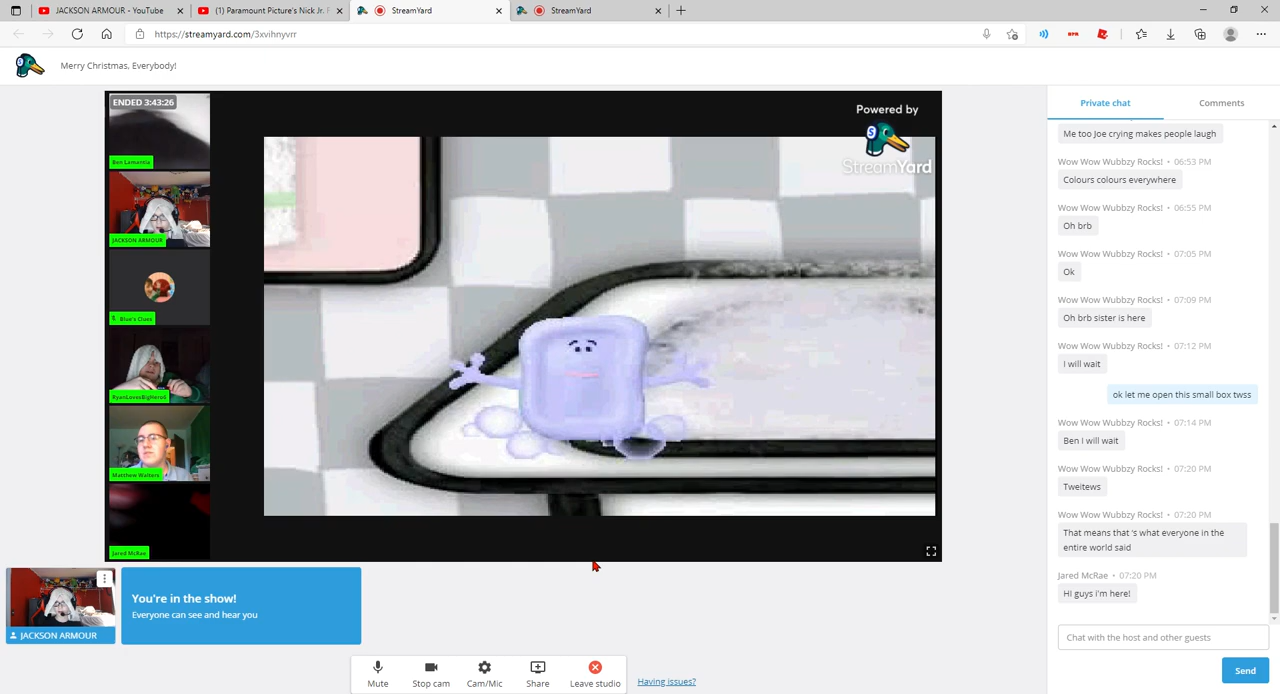 JACKSON ARMOUR - YouTube
(1) Paramount Picture's Nick Jr. F
StreamYard
StreamYard
https://streamyard.com/3xvihnyvrr
Merry Christmas, Everybody!
ENDED 3:43:26
Powered by
StreamYard
Ben Lamantia
JACKSON ARMOUR
Blue's Clues
RyanLovesBigHero6
Matthew Walters
Jared McRae
JACKSON ARMOUR
You're in the show!
Everyone can see and hear you
Mute
Stop cam
Cam/Mic
Share
Leave studio
Having issues?
Private chat
Comments
Me too Joe crying makes people laugh
Wow Wow Wubbzy Rocks! • 06:53 PM
Colours colours everywhere
Wow Wow Wubbzy Rocks! • 06:55 PM
Oh brb
Wow Wow Wubbzy Rocks! • 07:05 PM
Ok
Wow Wow Wubbzy Rocks! • 07:09 PM
Oh brb sister is here
Wow Wow Wubbzy Rocks! • 07:12 PM
I will wait
ok let me open this small box twss
Wow Wow Wubbzy Rocks! • 07:14 PM
Ben I will wait
Wow Wow Wubbzy Rocks! • 07:20 PM
Tweitews
Wow Wow Wubbzy Rocks! • 07:20 PM
That means that 's what everyone in the
entire world said
Jared McRae • 07:20 PM
Hi guys i'm here!
Chat with the host and other guests
Send